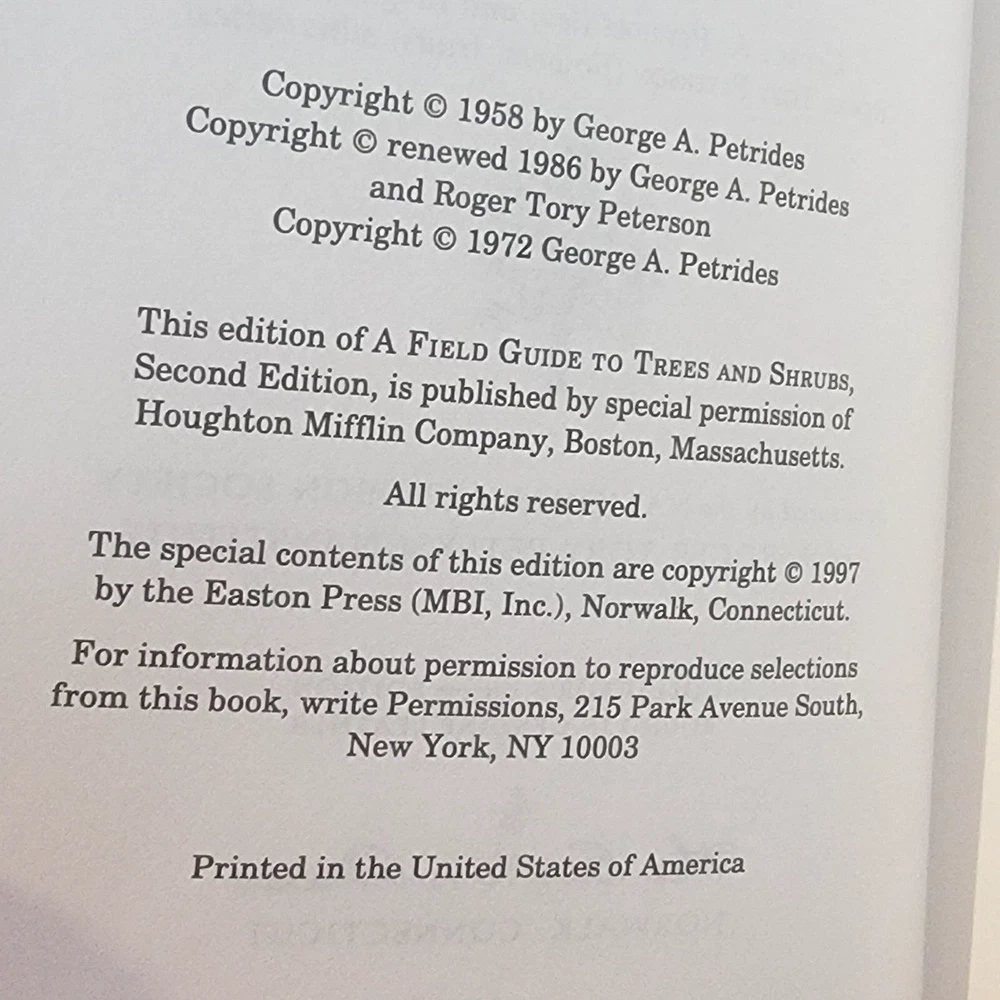 Copyright © 1958 by George A. Petrides
Copyright © renewed 1986 by George A. Petrides
and Roger Tory Peterson
Copyright © 1972 George A. Petrides
This edition of A FIELD GUIDE TO TREES AND SHRUBS,
Second Edition, is published by special permission of
Houghton Mifflin Company, Boston, Massachusetts.
All rights reserved.
The special contents of this edition are copyright © 1997
by the Easton Press (MBI, Inc.), Norwalk, Connecticut.
For information about permission to reproduce selections
from this book, write Permissions, 215 Park Avenue South,
New York, NY 10003
Printed in the United States of America